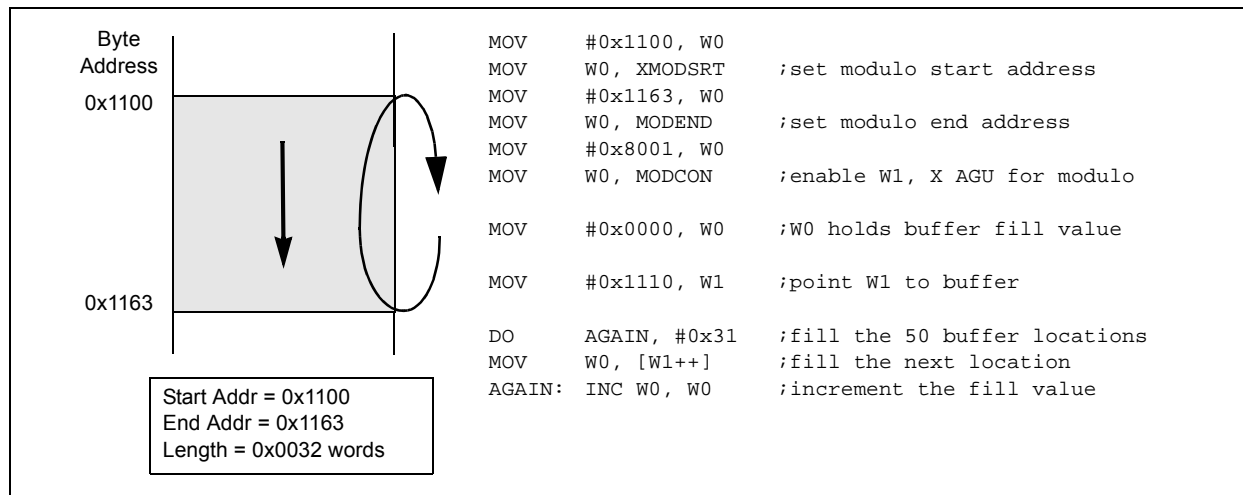 Byte
Address
0x1100
0x1163
Start Addr = 0x1100
End Addr = 0x1163
Length = 0x0032 words
MOV #0x1100, W0
MOV W0, XMODSRT ;set modulo start address
MOV #0x1163, W0
MOV W0, MODEND ;set modulo end address
MOV #0x8001, W0
MOV W0, MODCON ;enable W1, X AGU for modulo
MOV #0x0000, W0 ;W0 holds buffer fill value
MOV #0x1110, W1 ;point W1 to buffer
DO AGAIN, #0x31 ;fill the 50 buffer locations
MOV W0, [W1++] ;fill the next location
AGAIN: INC W0, W0 ;increment the fill value